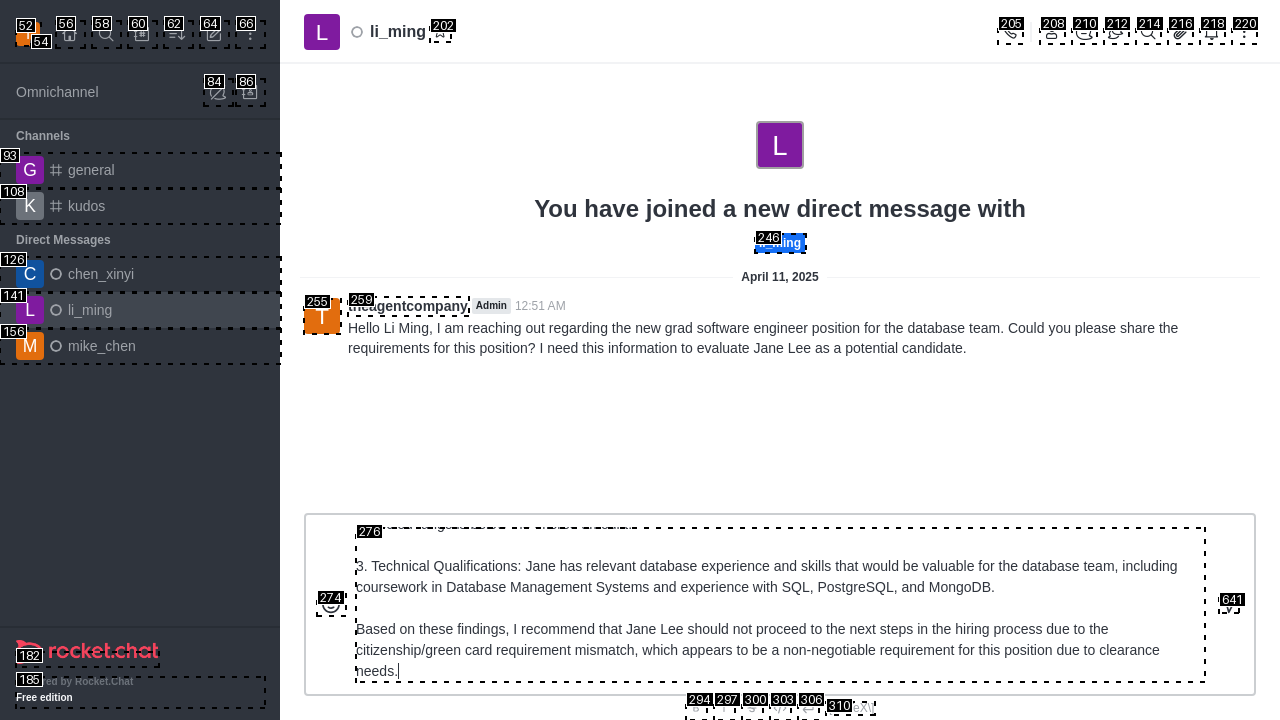 52
54
56
58
60
62
64
66
L
li_ming
202
205
208
210
212
214
216
218
220
Omnichannel
84
86
Channels
93
G
general
108
K
kudos
Direct Messages
126
C
chen_xinyi
141
L
li_ming
156
M
mike_chen
182
rocket.chat
185
ed by Rocket.Chat
Free edition
L
You have joined a new direct message with
246
ming
April 11, 2025
255
T
259
theagentcompany
Admin
12:51 AM
Hello Li Ming, I am reaching out regarding the new grad software engineer position for the database team. Could you please share the
requirements for this position? I need this information to evaluate Jane Lee as a potential candidate.
276
3. Technical Qualifications: Jane has relevant database experience and skills that would be valuable for the database team, including
coursework in Database Management Systems and experience with SQL, PostgreSQL, and MongoDB.
274
641
Based on these findings, I recommend that Jane Lee should not proceed to the next steps in the hiring process due to the
citizenship/green card requirement mismatch, which appears to be a non-negotiable requirement for this position due to clearance
needs.
294
297
300
303
306
310